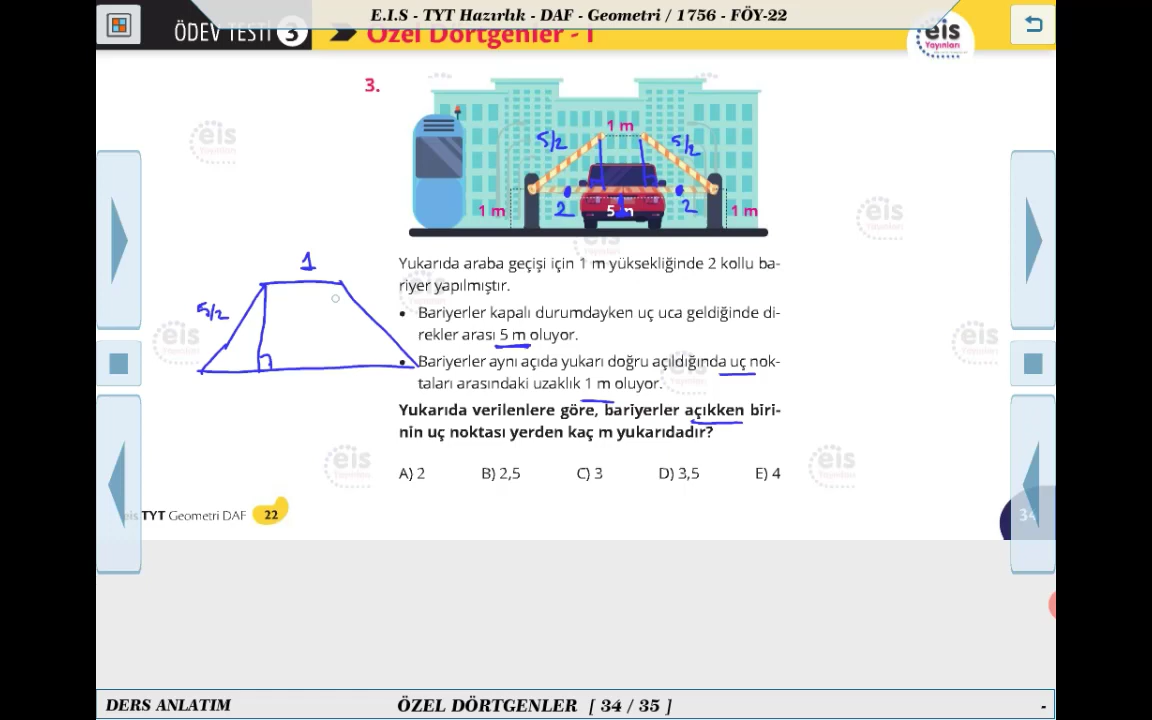 E.I.S - TYT Hazırlık - DAF - Geometri / 1756 - FÖY-22
ÖDEV TESTİ 3
Özel Dörtgenler - I
eis
Yayınları
3.
1 m
5/2
5/2
1 m
2
5 m
2
1 m
1
5/2
Yukarıda araba geçişi için 1 m yüksekliğinde 2 kollu ba-
riyer yapılmıştır.
• Bariyerler kapalı durumdayken uç uca geldiğinde di-
rekler arası 5 m oluyor.
• Bariyerler aynı açıda yukarı doğru açıldığında uç nok-
taları arasındaki uzaklık 1 m oluyor.
Yukarıda verilenlere göre, bariyerler açıkken biri-
nin uç noktası yerden kaç m yukarıdadır?
A) 2 B) 2,5 C) 3 D) 3,5 E) 4
eis TYT Geometri DAF 22
34
DERS ANLATIM
ÖZEL DÖRTGENLER [ 34 / 35 ]
-